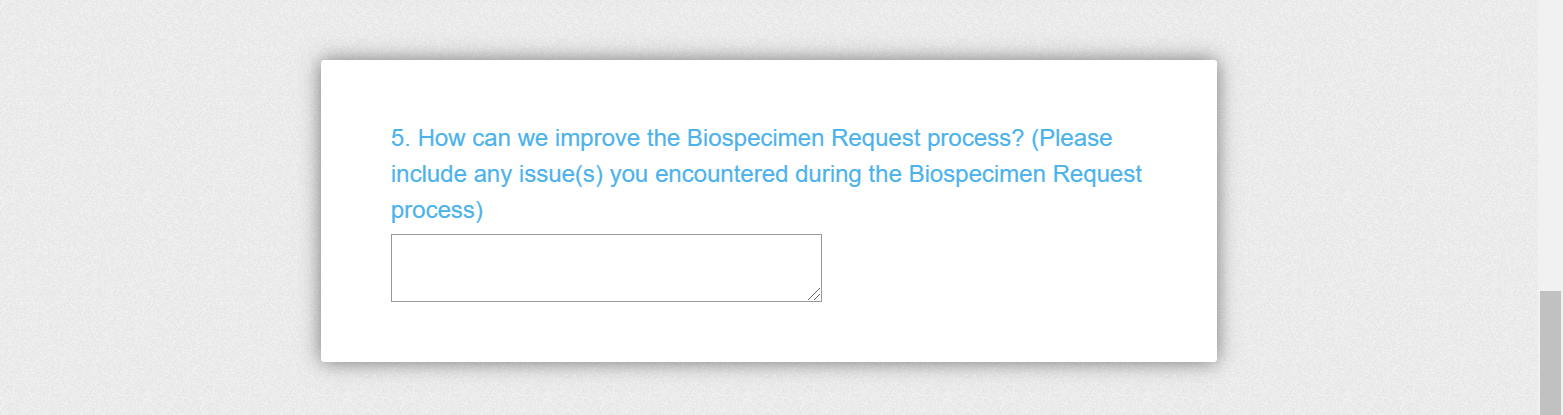 5. How can we improve the Biospecimen Request process? (Please
include any issue(s) you encountered during the Biospecimen Request
process)